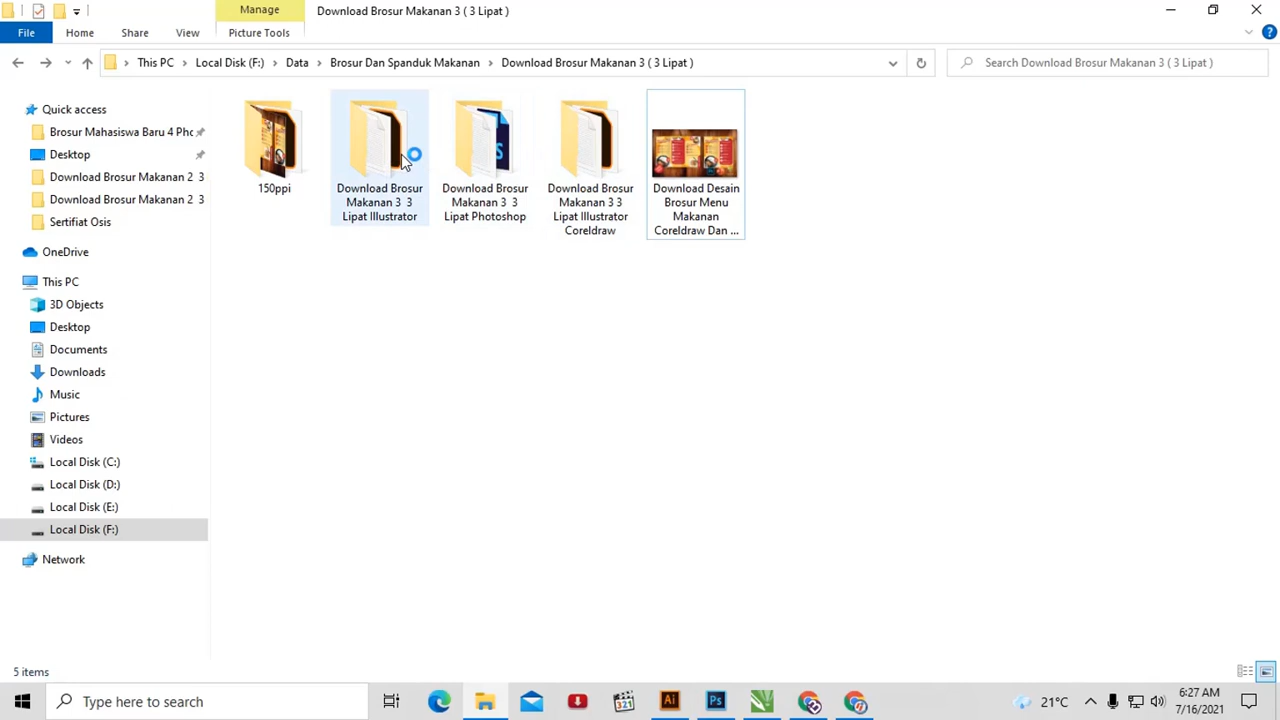 Manage
Download Brosur Makanan 3 ( 3 Lipat )
File
Home
Share
View
Picture Tools
This PC
Local Disk (F:)
Data
Brosur Dan Spanduk Makanan
Download Brosur Makanan 3 ( 3 Lipat )
Search Download Brosur Makanan 3 ( 3 Lipat )
Quick access
Brosur Mahasiswa Baru 4 Phc
Desktop
Download Brosur Makanan 2 3
Download Brosur Makanan 2 3
Sertifiat Osis
OneDrive
This PC
3D Objects
Desktop
Documents
Downloads
Music
Pictures
Videos
Local Disk (C:)
Local Disk (D:)
Local Disk (E:)
Local Disk (F:)
Network
150ppi
Download Brosur
Makanan 3 3
Lipat Illustrator
Download Brosur
Makanan 3 3
Lipat Photoshop
Download Brosur
Makanan 3 3
Lipat Illustrator
Coreldraw
Download Desain
Brosur Menu
Makanan
Coreldraw Dan ...
5 items
Type here to search
321
Ai
Ps
21°C
6:27 AM
7/16/2021